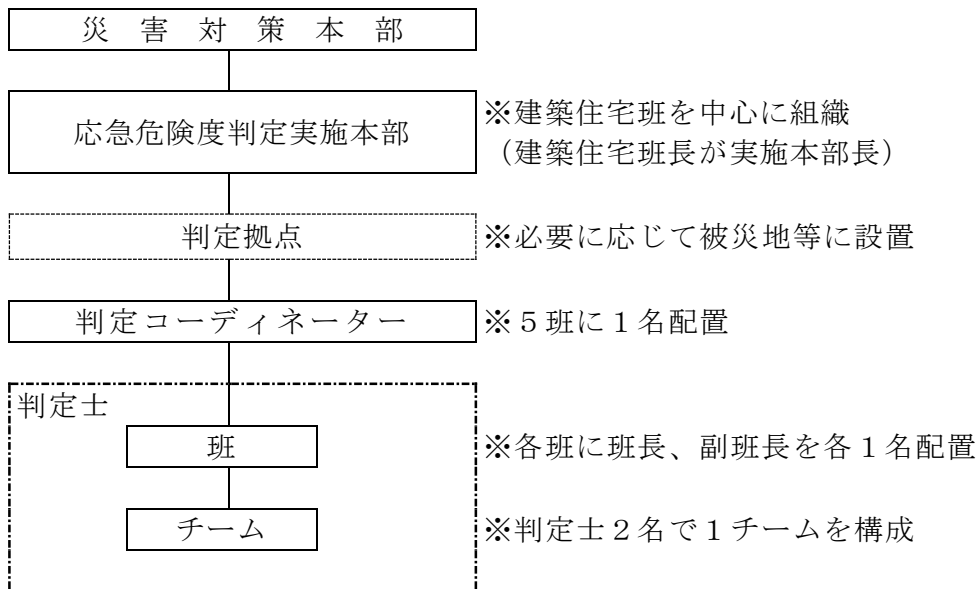 災害対策本部
応急危険度判定実施本部
※建築住宅班を中心に組織
（建築住宅班長が実施本部長）
判定拠点
※必要に応じて被災地等に設置
判定コーディネーター
※５班に１名配置
判定士
班
※各班に班長、副班長を各１名配置
チーム
※判定士２名で１チームを構成